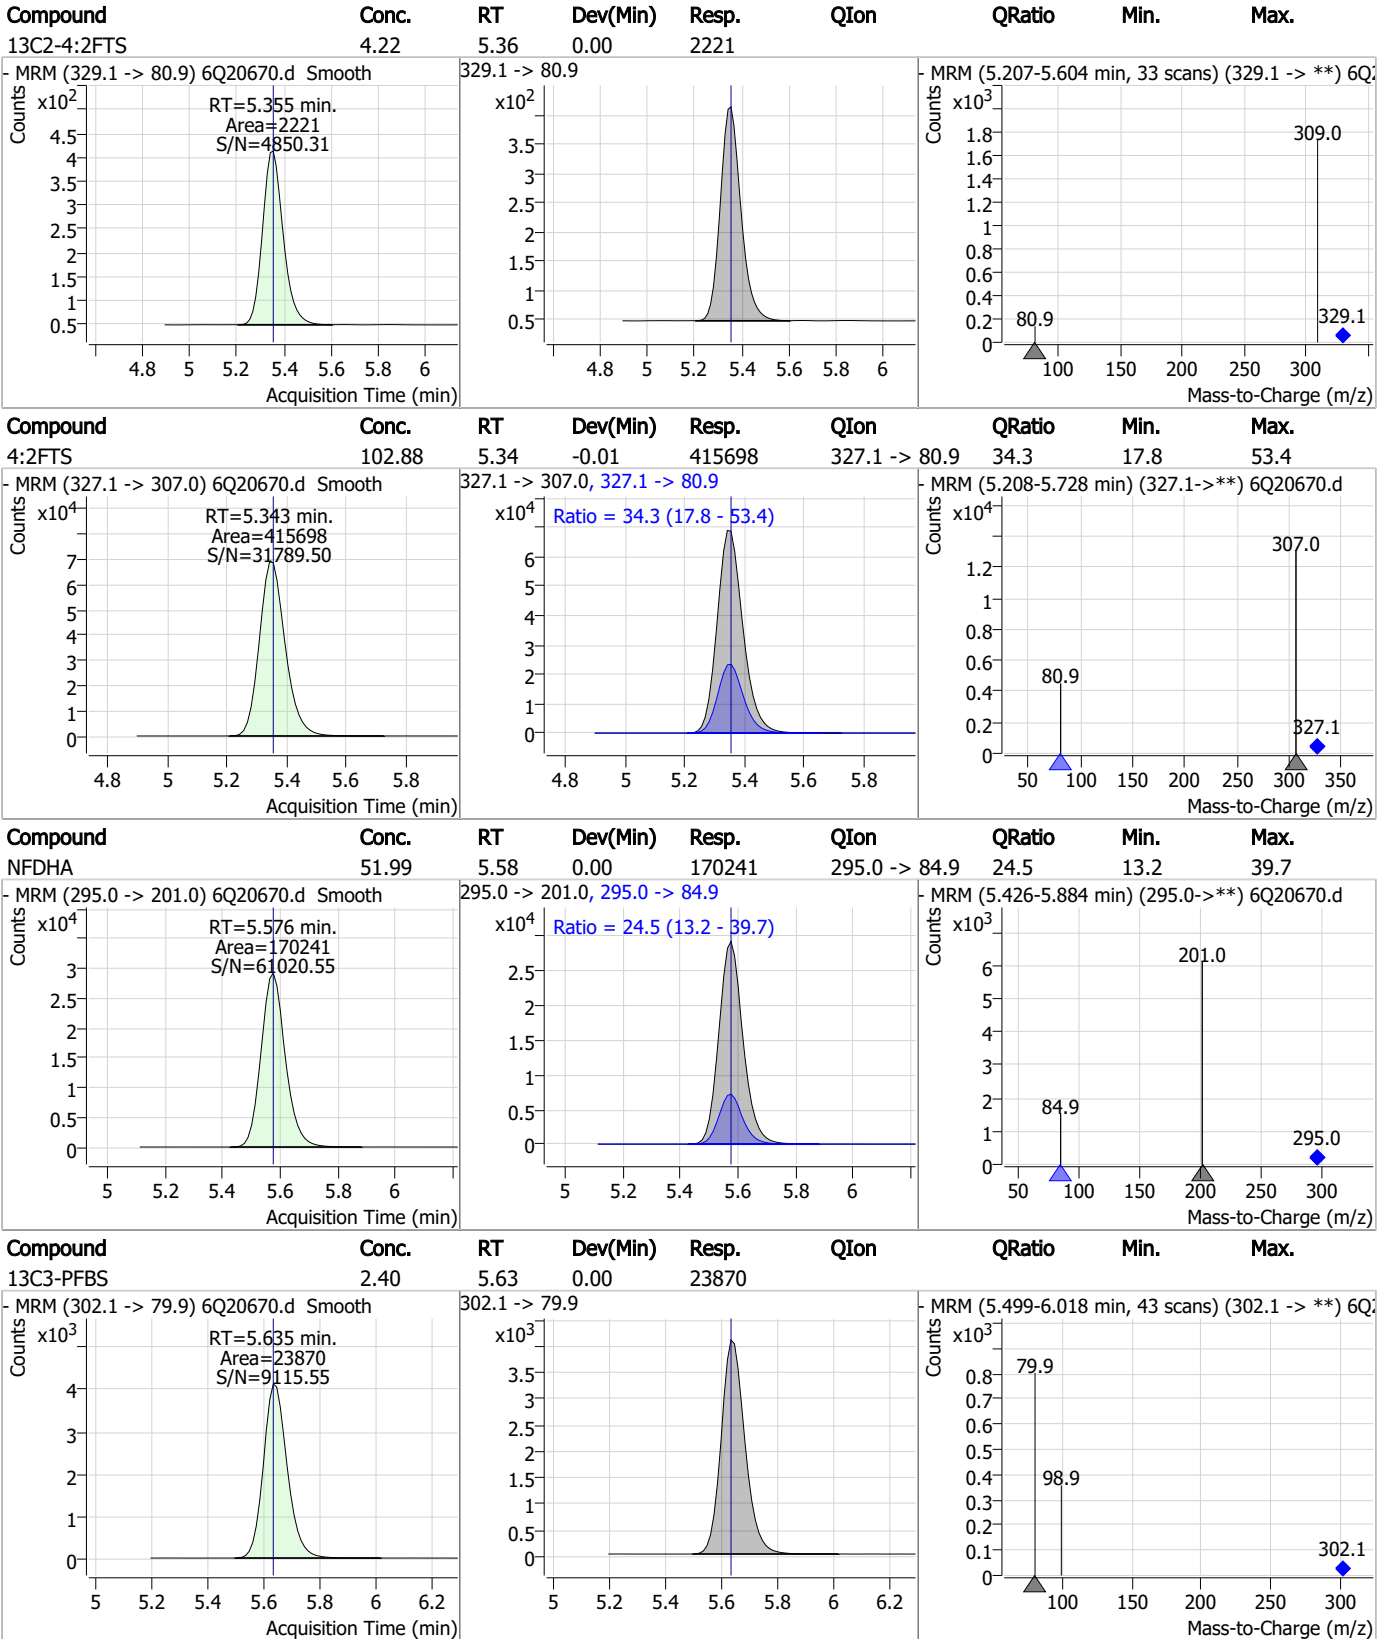 Compound Conc. RT Dev(Min) Resp. QIon QRatio Min. Max.
13C2-4:2FTS 4.22 5.36 0.00 2221
- MRM (329.1 -> 80.9) 6Q20670.d Smooth
Counts
x10²
RT=5.355 min.
Area=2221
S/N=4850.31
4.5
4
3.5
3
2.5
2
1.5
1
0.5
4.8 5 5.2 5.4 5.6 5.8 6
Acquisition Time (min)
329.1 -> 80.9
x10²
3.5
3
2.5
2
1.5
1
0.5
4.8 5 5.2 5.4 5.6 5.8 6
- MRM (5.207-5.604 min, 33 scans) (329.1 -> **) 6Q2
Counts
x10³
309.0
1.8
1.6
1.4
1.2
1
0.8
0.6
0.4
0.2
0
80.9
329.1
100 150 200 250 300
Mass-to-Charge (m/z)
Compound Conc. RT Dev(Min) Resp. QIon QRatio Min. Max.
4:2FTS 102.88 5.34 -0.01 415698 327.1 -> 80.9 34.3 17.8 53.4
- MRM (327.1 -> 307.0) 6Q20670.d Smooth
Counts
x10⁴
RT=5.343 min.
Area=415698
S/N=31789.50
7
6
5
4
3
2
1
0
4.8 5 5.2 5.4 5.6 5.8
Acquisition Time (min)
327.1 -> 307.0, 327.1 -> 80.9
x10⁴
Ratio = 34.3 (17.8 - 53.4)
6
5
4
3
2
1
0
4.8 5 5.2 5.4 5.6 5.8
- MRM (5.208-5.728 min) (327.1->**) 6Q20670.d
Counts
x10⁴
307.0
1.2
1
0.8
0.6
0.4
0.2
0
80.9
327.1
50 100 150 200 250 300 350
Mass-to-Charge (m/z)
Compound Conc. RT Dev(Min) Resp. QIon QRatio Min. Max.
NFDHA 51.99 5.58 0.00 170241 295.0 -> 84.9 24.5 13.2 39.7
- MRM (295.0 -> 201.0) 6Q20670.d Smooth
Counts
x10⁴
RT=5.576 min.
Area=170241
S/N=61020.55
3
2.5
2
1.5
1
0.5
0
5 5.2 5.4 5.6 5.8 6
Acquisition Time (min)
295.0 -> 201.0, 295.0 -> 84.9
x10⁴
Ratio = 24.5 (13.2 - 39.7)
2.5
2
1.5
1
0.5
0
5 5.2 5.4 5.6 5.8 6
- MRM (5.426-5.884 min) (295.0->**) 6Q20670.d
Counts
x10³
201.0
6
5
4
3
2
1
0
84.9
295.0
50 100 150 200 250 300
Mass-to-Charge (m/z)
Compound Conc. RT Dev(Min) Resp. QIon QRatio Min. Max.
13C3-PFBS 2.40 5.63 0.00 23870
- MRM (302.1 -> 79.9) 6Q20670.d Smooth
Counts
x10³
RT=5.635 min.
Area=23870
S/N=9115.55
4
3
2
1
0
5 5.2 5.4 5.6 5.8 6 6.2
Acquisition Time (min)
302.1 -> 79.9
x10³
3.5
3
2.5
2
1.5
1
0.5
0
5 5.2 5.4 5.6 5.8 6 6.2
- MRM (5.499-6.018 min, 43 scans) (302.1 -> **) 6Q2
Counts
x10³
79.9
0.8
0.7
0.6
0.5
0.4
0.3
0.2
0.1
0
98.9
302.1
100 150 200 250 300
Mass-to-Charge (m/z)